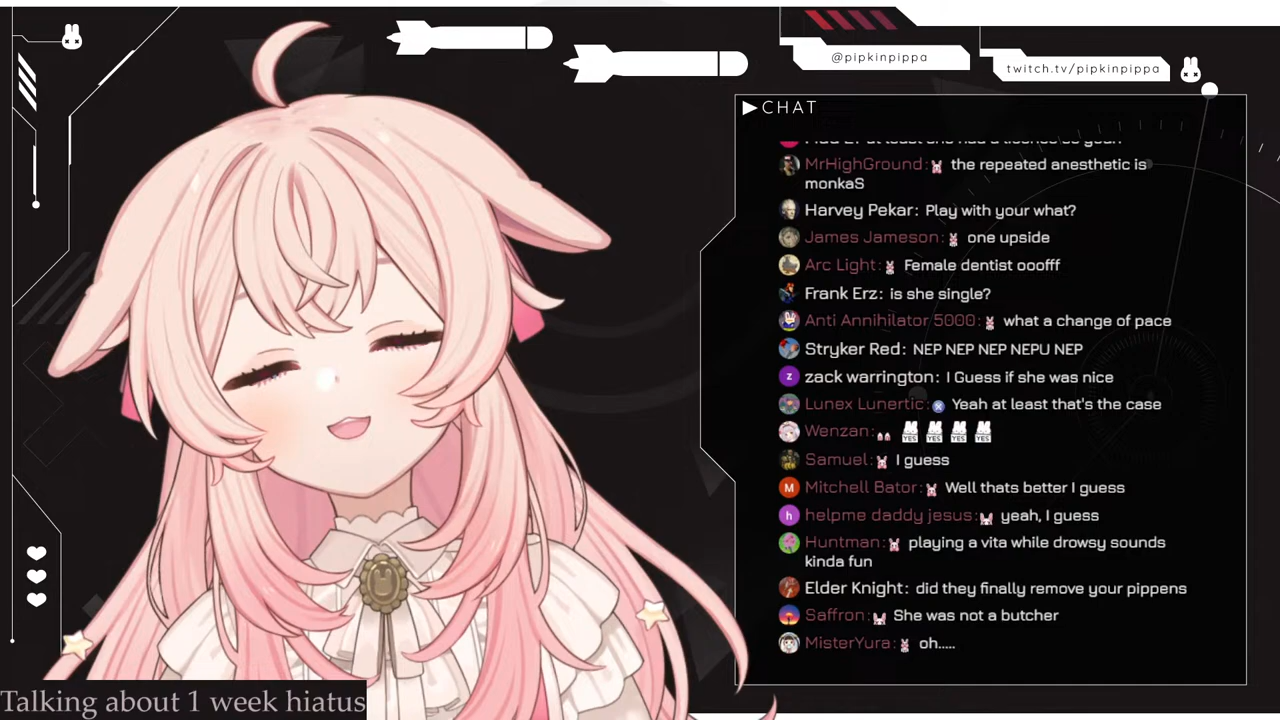 @pipkinpippa
twitch.tv/pipkinpippa
CHAT
MrHighGround: the repeated anesthetic is
monkaS
Harvey Pekar: Play with your what?
James Jameson: one upside
Arc Light: Female dentist ooofff
Frank Erz: is she single?
Anti Annihilator 5000: what a change of pace
Stryker Red: NEP NEP NEP NEPU NEP
z zack warrington: I Guess if she was nice
Lunex Lunertic: Yeah at least that's the case
Wenzan: YES YES YES YES
Samuel: I guess
M Mitchell Bator: Well thats better I guess
h helpme daddy jesus: yeah, I guess
Huntman: playing a vita while drowsy sounds
kinda fun
Elder Knight: did they finally remove your pippens
Saffron: She was not a butcher
MisterYura: oh.....
Talking about 1 week hiatus